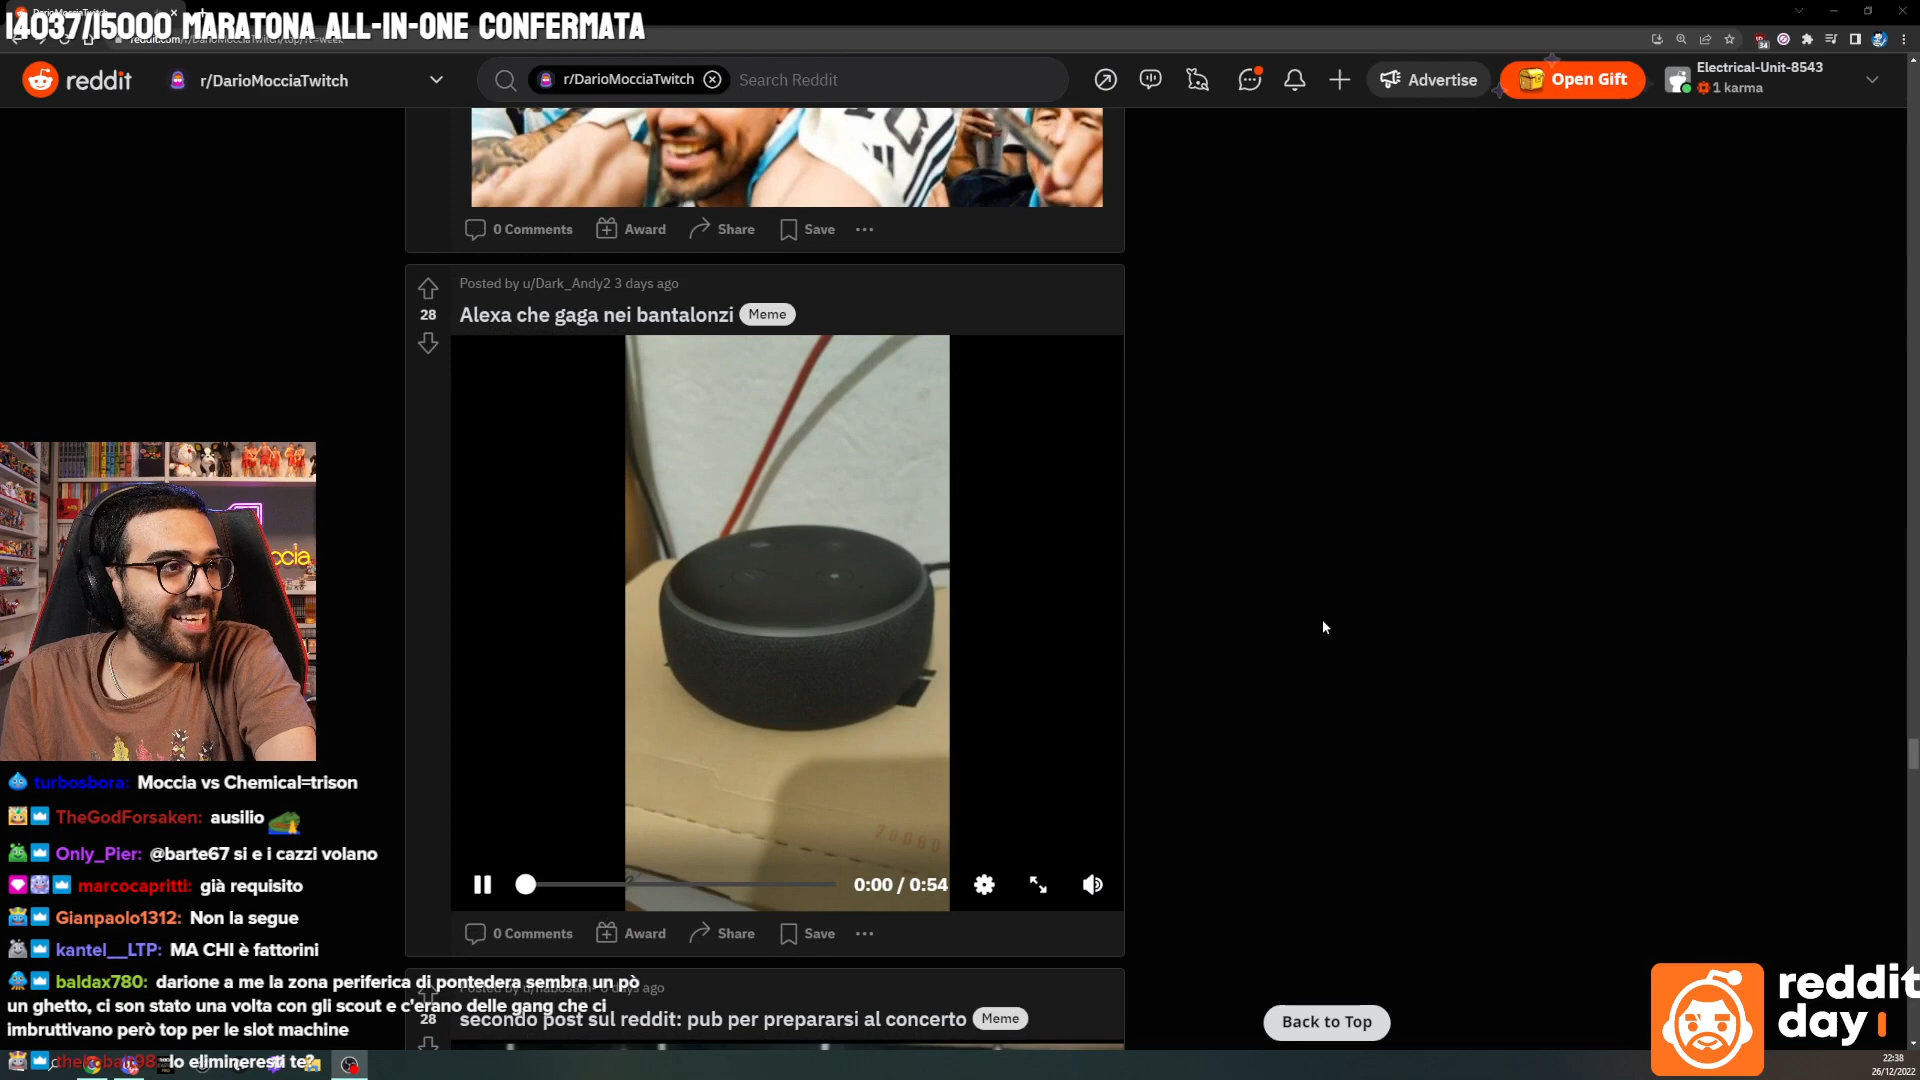 14037/15000 MARATONA ALL-IN-ONE CONFERMATA
reddit
r/DarioMocciaTwitch
r/DarioMocciaTwitch
Search Reddit
Advertise
Open Gift
Electrical-Unit-8543
1 karma
0 Comments
Award
Share
Save
Posted by u/Dark_Andy2 3 days ago
28
Alexa che gaga nei bantalonzi
Meme
0:00 / 0:54
0 Comments
Award
Share
Save
28
secondo post sul reddit: pub per prepararsi al concerto
Meme
turbosbora: Moccia vs Chemical=trison
TheGodForsaken: ausilio
Only_Pier: @barte67 si e i cazzi volano
marcocapritti: già requisito
Gianpaolo1312: Non la segue
kantel__LTP: MA CHI è fattorini
baldax780: darione a me la zona periferica di pontedera sembra un pò
un ghetto, ci son stato una volta con gli scout e c'erano delle gang che ci
imbruttivano però top per le slot machine
lo elimineresti te?
Back to Top
reddit
day
22:38
26/12/2022